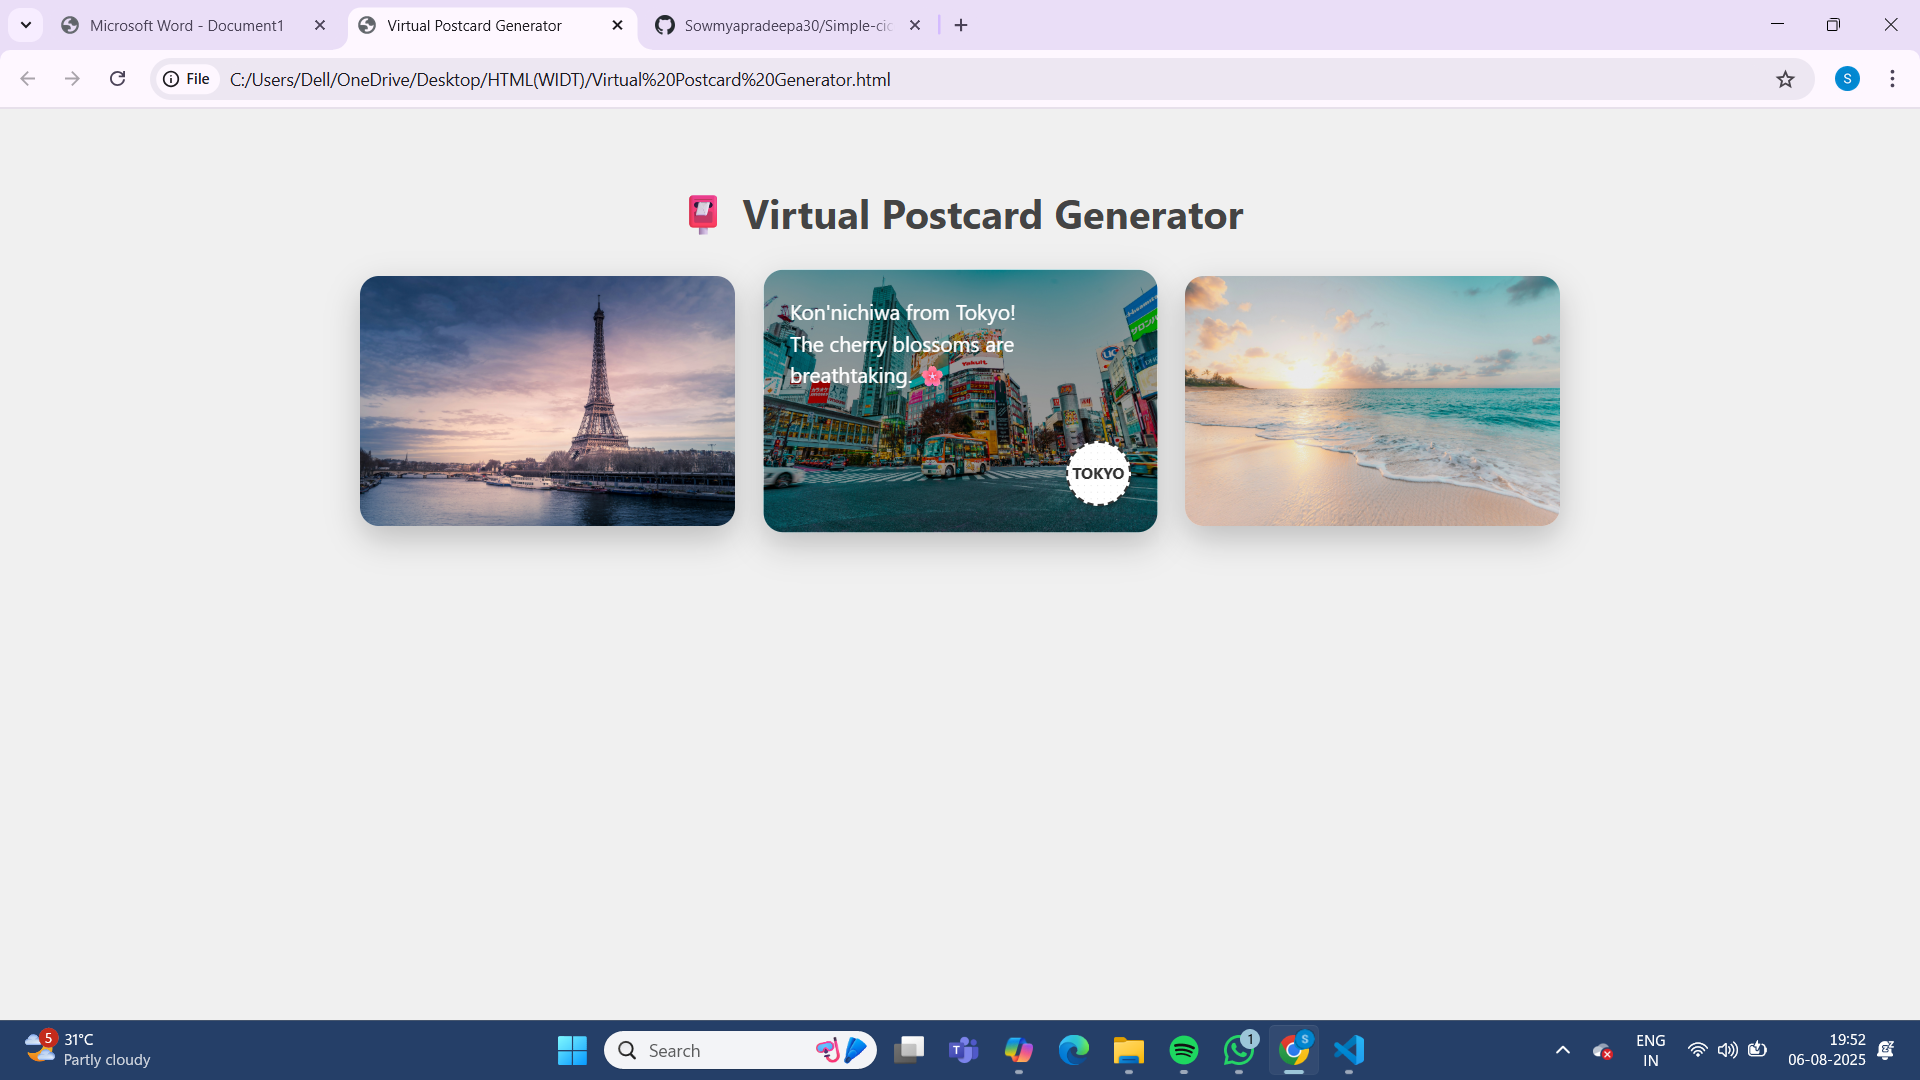 Microsoft Word - Document1
Virtual Postcard Generator
Sowmyapradeepa30/Simple-cic
File
C:/Users/Dell/OneDrive/Desktop/HTML(WIDT)/Virtual%20Postcard%20Generator.html
S
Virtual Postcard Generator
Kon'nichiwa from Tokyo!
The cherry blossoms are
breathtaking. 🌸
Yakult
UC
TOKYO
5
31°C
Partly cloudy
Search
1
S
ENG
IN
19:52
06-08-2025